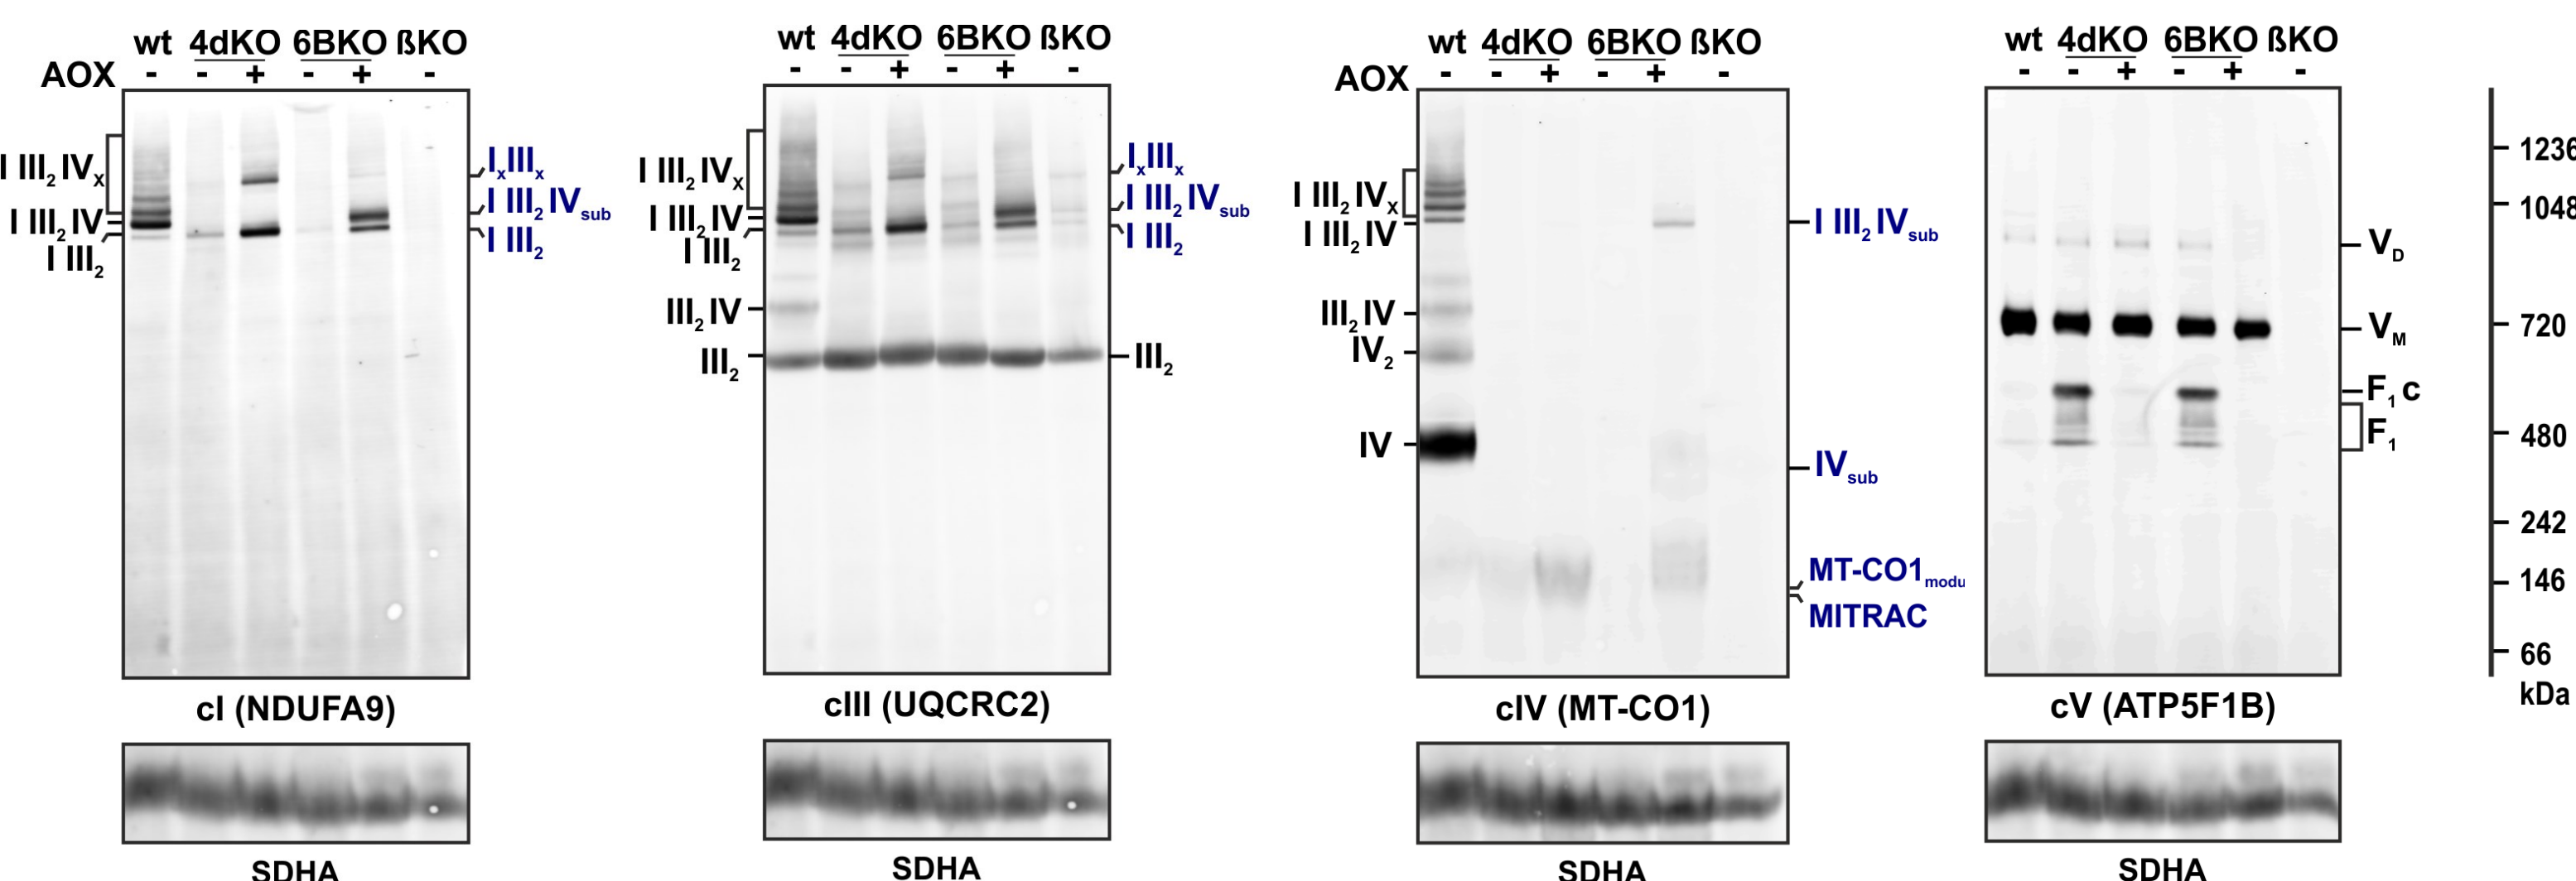 wt 4dKO 6BKO ßKO
AOX - - + - + -
I III2 IVx
I III2 IV
I III2
IxIIIx
I III2 IVsub
I III2
cI (NDUFA9)
SDHA
wt 4dKO 6BKO ßKO
- - + - + -
I III2 IVx
I III2 IV
I III2
III2 IV
III2
IxIIIx
I III2 IVsub
I III2
III2
cIII (UQCRC2)
SDHA
wt 4dKO 6BKO ßKO
AOX - - + - + -
I III2 IVx
I III2 IV
III2 IV
IV2
IV
I III2 IVsub
IVsub
MT-CO1modu
MITRAC
cIV (MT-CO1)
SDHA
wt 4dKO 6BKO ßKO
- - + - + -
VD
VM
F1 c
F1
cV (ATP5F1B)
SDHA
1236
1048
720
480
242
146
66
kDa